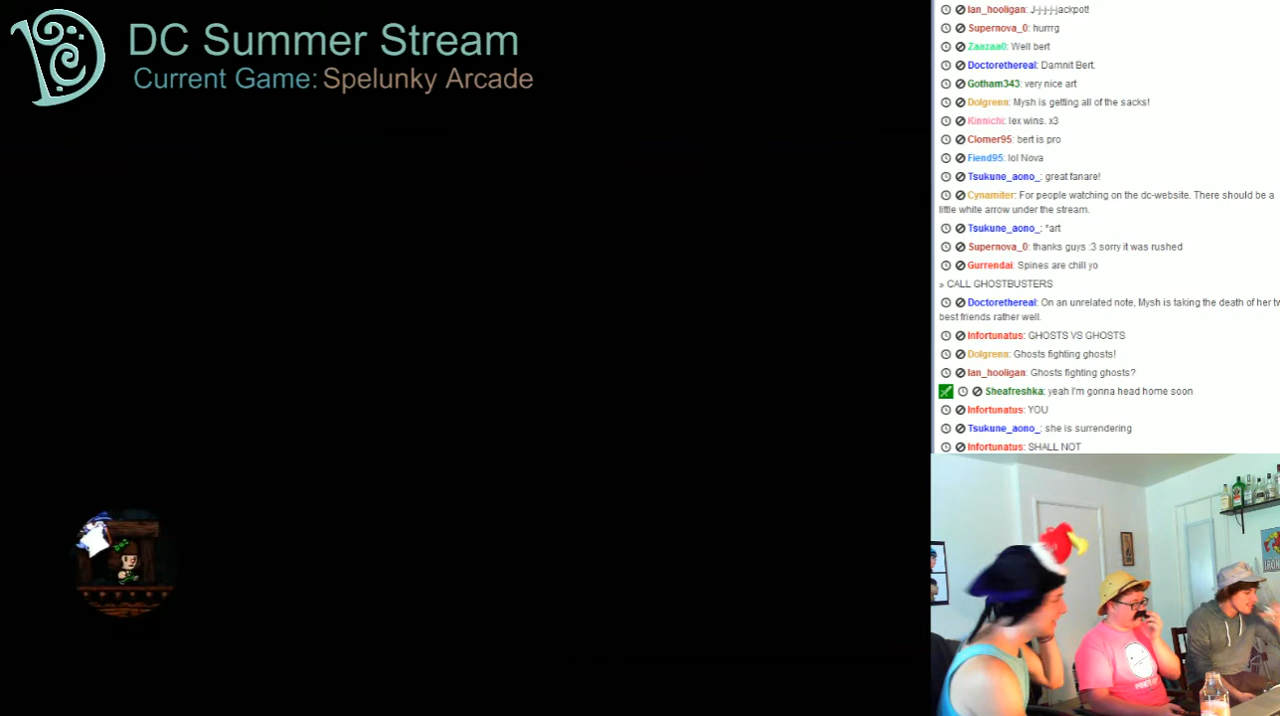 DC Summer Stream
Current Game: Spelunky Arcade
Ian_hooligan: J-j-j-j-jackpot!
Supernova_0: hurrrg
Zaazaa0: Well bert
Doctorethereal: Damnit Bert.
Gotham343: very nice art
Dolgrenn: Mysh is getting all of the sacks!
Kinnichi: lex wins. x3
Clomer95: bert is pro
Fiend95: lol Nova
Tsukune_aono_: great fanare!
Cynamiter: For people watching on the dc-website. There should be a
little white arrow under the stream.
Tsukune_aono_: *art
Supernova_0: thanks guys :3 sorry it was rushed
Gurrendai: Spines are chill yo
» CALL GHOSTBUSTERS
Doctorethereal: On an unrelated note, Mysh is taking the death of her tw
best friends rather well.
Infortunatus: GHOSTS VS GHOSTS
Dolgrenn: Ghosts fighting ghosts!
Ian_hooligan: Ghosts fighting ghosts?
Sheafreshka: yeah I'm gonna head home soon
Infortunatus: YOU
Tsukune_aono_: she is surrendering
Infortunatus: SHALL NOT
IRON